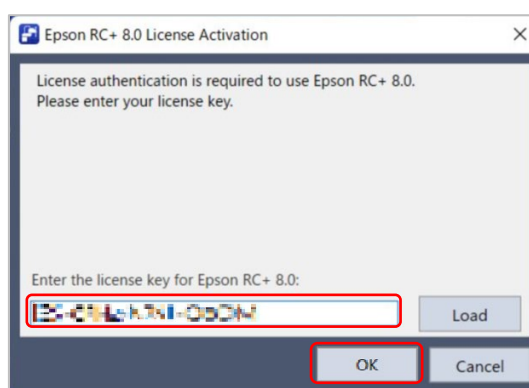 Epson RC+ 8.0 License Activation
License authentication is required to use Epson RC+ 8.0.
Please enter your license key.
Enter the license key for Epson RC+ 8.0:
Load
OK
Cancel